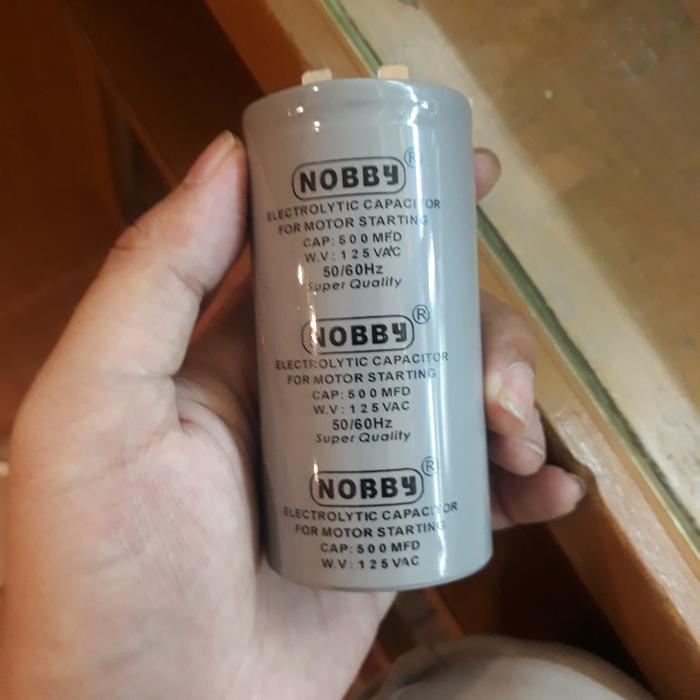 NOBBY ®
ELECTROLYTIC CAPACITOR
FOR MOTOR STARTING
CAP: 500 MFD
W.V: 125 VAC
50/60Hz
Super Quality
NOBBY ®
ELECTROLYTIC CAPACITOR
FOR MOTOR STARTING
CAP: 500 MFD
W.V: 125 VAC
50/60Hz
Super Quality
NOBBY ®
ELECTROLYTIC CAPACITOR
FOR MOTOR STARTING
CAP: 500 MFD
W.V: 125 VAC